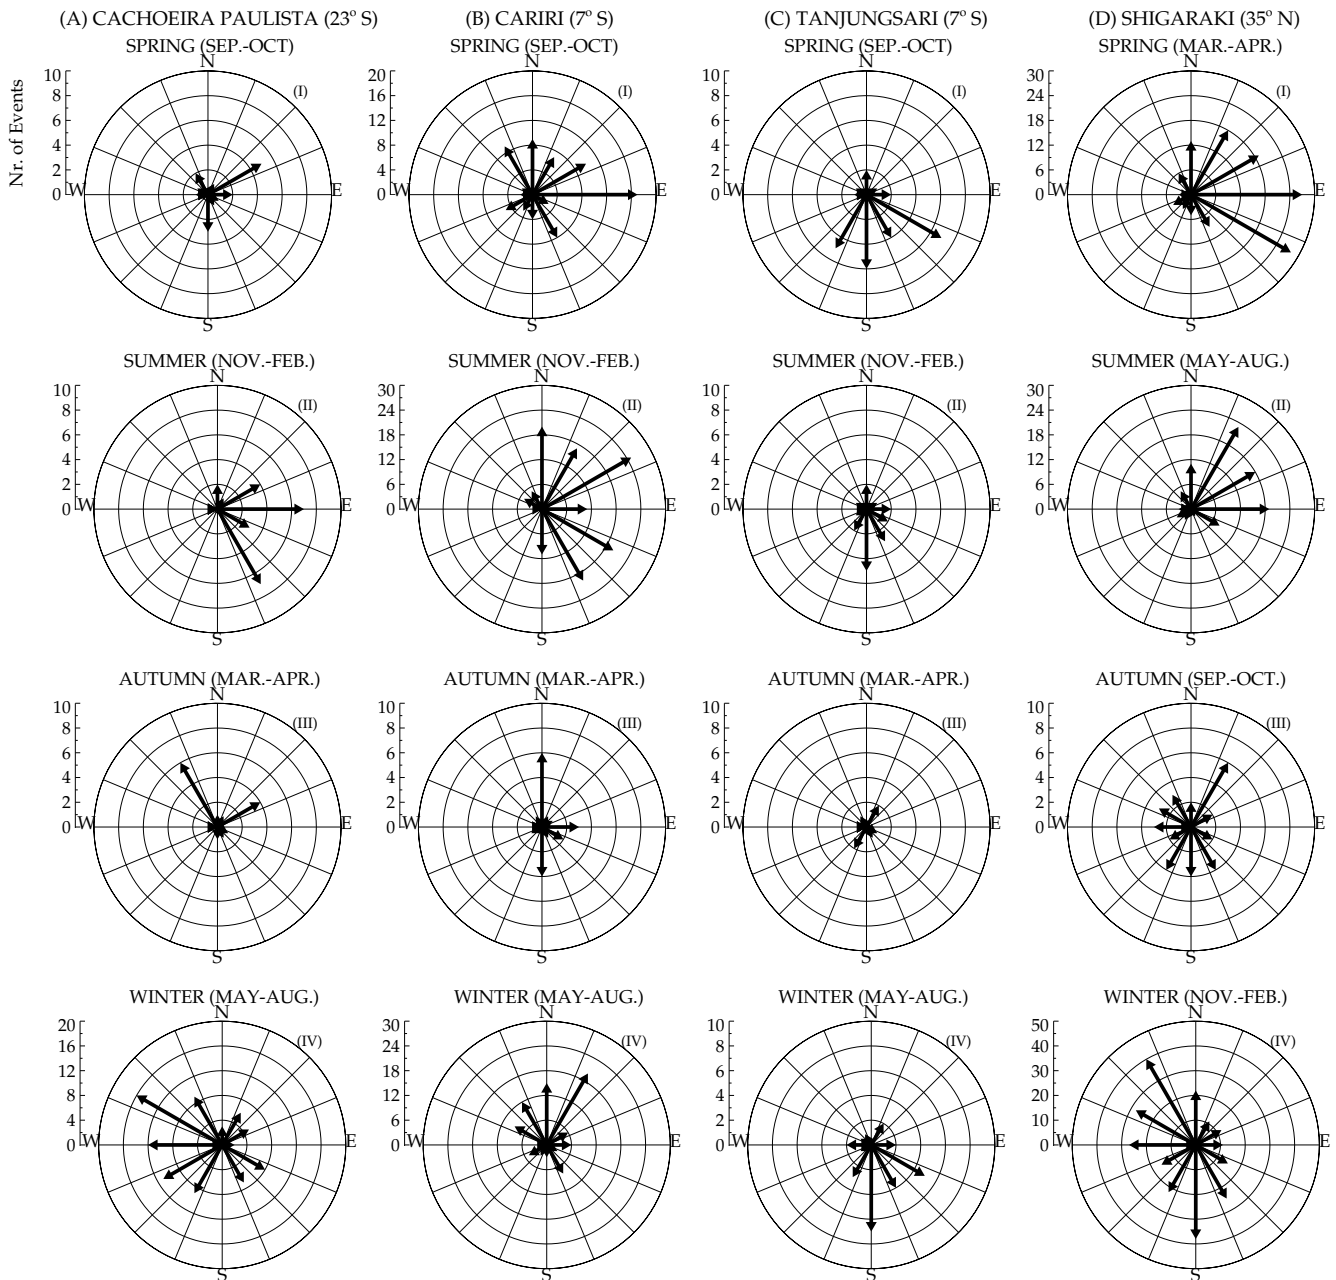 (A) CACHOEIRA PAULISTA (23° S) (B) CARIRI (7° S) (C) TANJUNGSARI (7° S) (D) SHIGARAKI (35° N)
SPRING (SEP.-OCT) SPRING (SEP.-OCT) SPRING (SEP.-OCT) SPRING (MAR.-APR.)
N N N N
10 20 10 30
(I) (I) (I) (I)
8 16 8 24
6 12 6 18
4 8 4 12
2 4 2 6
0 W E 0 W E 0 W E 0 W E
Nr. of Events
S S S S
SUMMER (NOV.-FEB.) SUMMER (NOV.-FEB.) SUMMER (NOV.-FEB.) SUMMER (MAY-AUG.)
N N N N
10 30 10 30
(II) (II) (II) (II)
8 24 8 24
6 18 6 18
4 12 4 12
2 6 2 6
0 W E 0 W E 0 W E 0 W E
S S S S
AUTUMN (MAR.-APR.) AUTUMN (MAR.-APR.) AUTUMN (MAR.-APR.) AUTUMN (SEP.-OCT.)
N N N N
10 10 10 10
(III) (III) (III) (III)
8 8 8 8
6 6 6 6
4 4 4 4
2 2 2 2
0 W E 0 W E 0 W E 0 W E
S S S S
WINTER (MAY-AUG.) WINTER (MAY-AUG.) WINTER (MAY-AUG.) WINTER (NOV.-FEB.)
N N N N
20 30 10 50
(IV) (IV) (IV) (IV)
16 24 8 40
12 18 6 30
8 12 4 20
4 6 2 10
0 W E 0 W E 0 W E 0 W E
S S S S